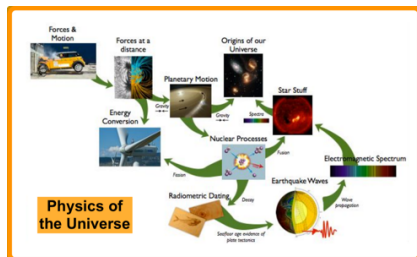 Forces &
Motion
Forces at a
distance
Origins of our
Universe
Planetary Motion
Star Stuff
Gravity
Gravity
Spectra
Energy
Conversion
Nuclear Processes
Fusion
Electromagnetic Spectrum
Fission
Radiometric Dating
Decay
Earthquake Waves
Wave
propagation
Seafloor age evidence of
plate tectonics
Physics of
the Universe